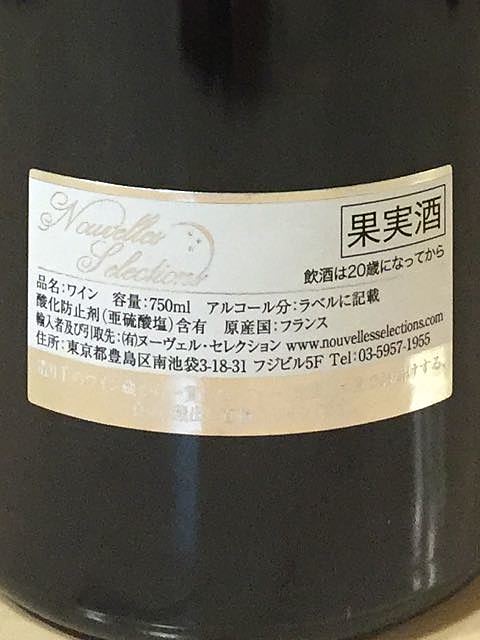 Nouvelles
Selections
果実酒
飲酒は20歳になってから
品名:ワイン 容量:750ml アルコール分:ラベルに記載
酸化防止剤(亜硫酸塩)含有 原産国:フランス
輸入者及び引取先:(有)ヌーヴェル・セレクション www.nouvellesselections.com
住所:東京都豊島区南池袋3-18-31 フジビル5F Tel:03-5957-1955